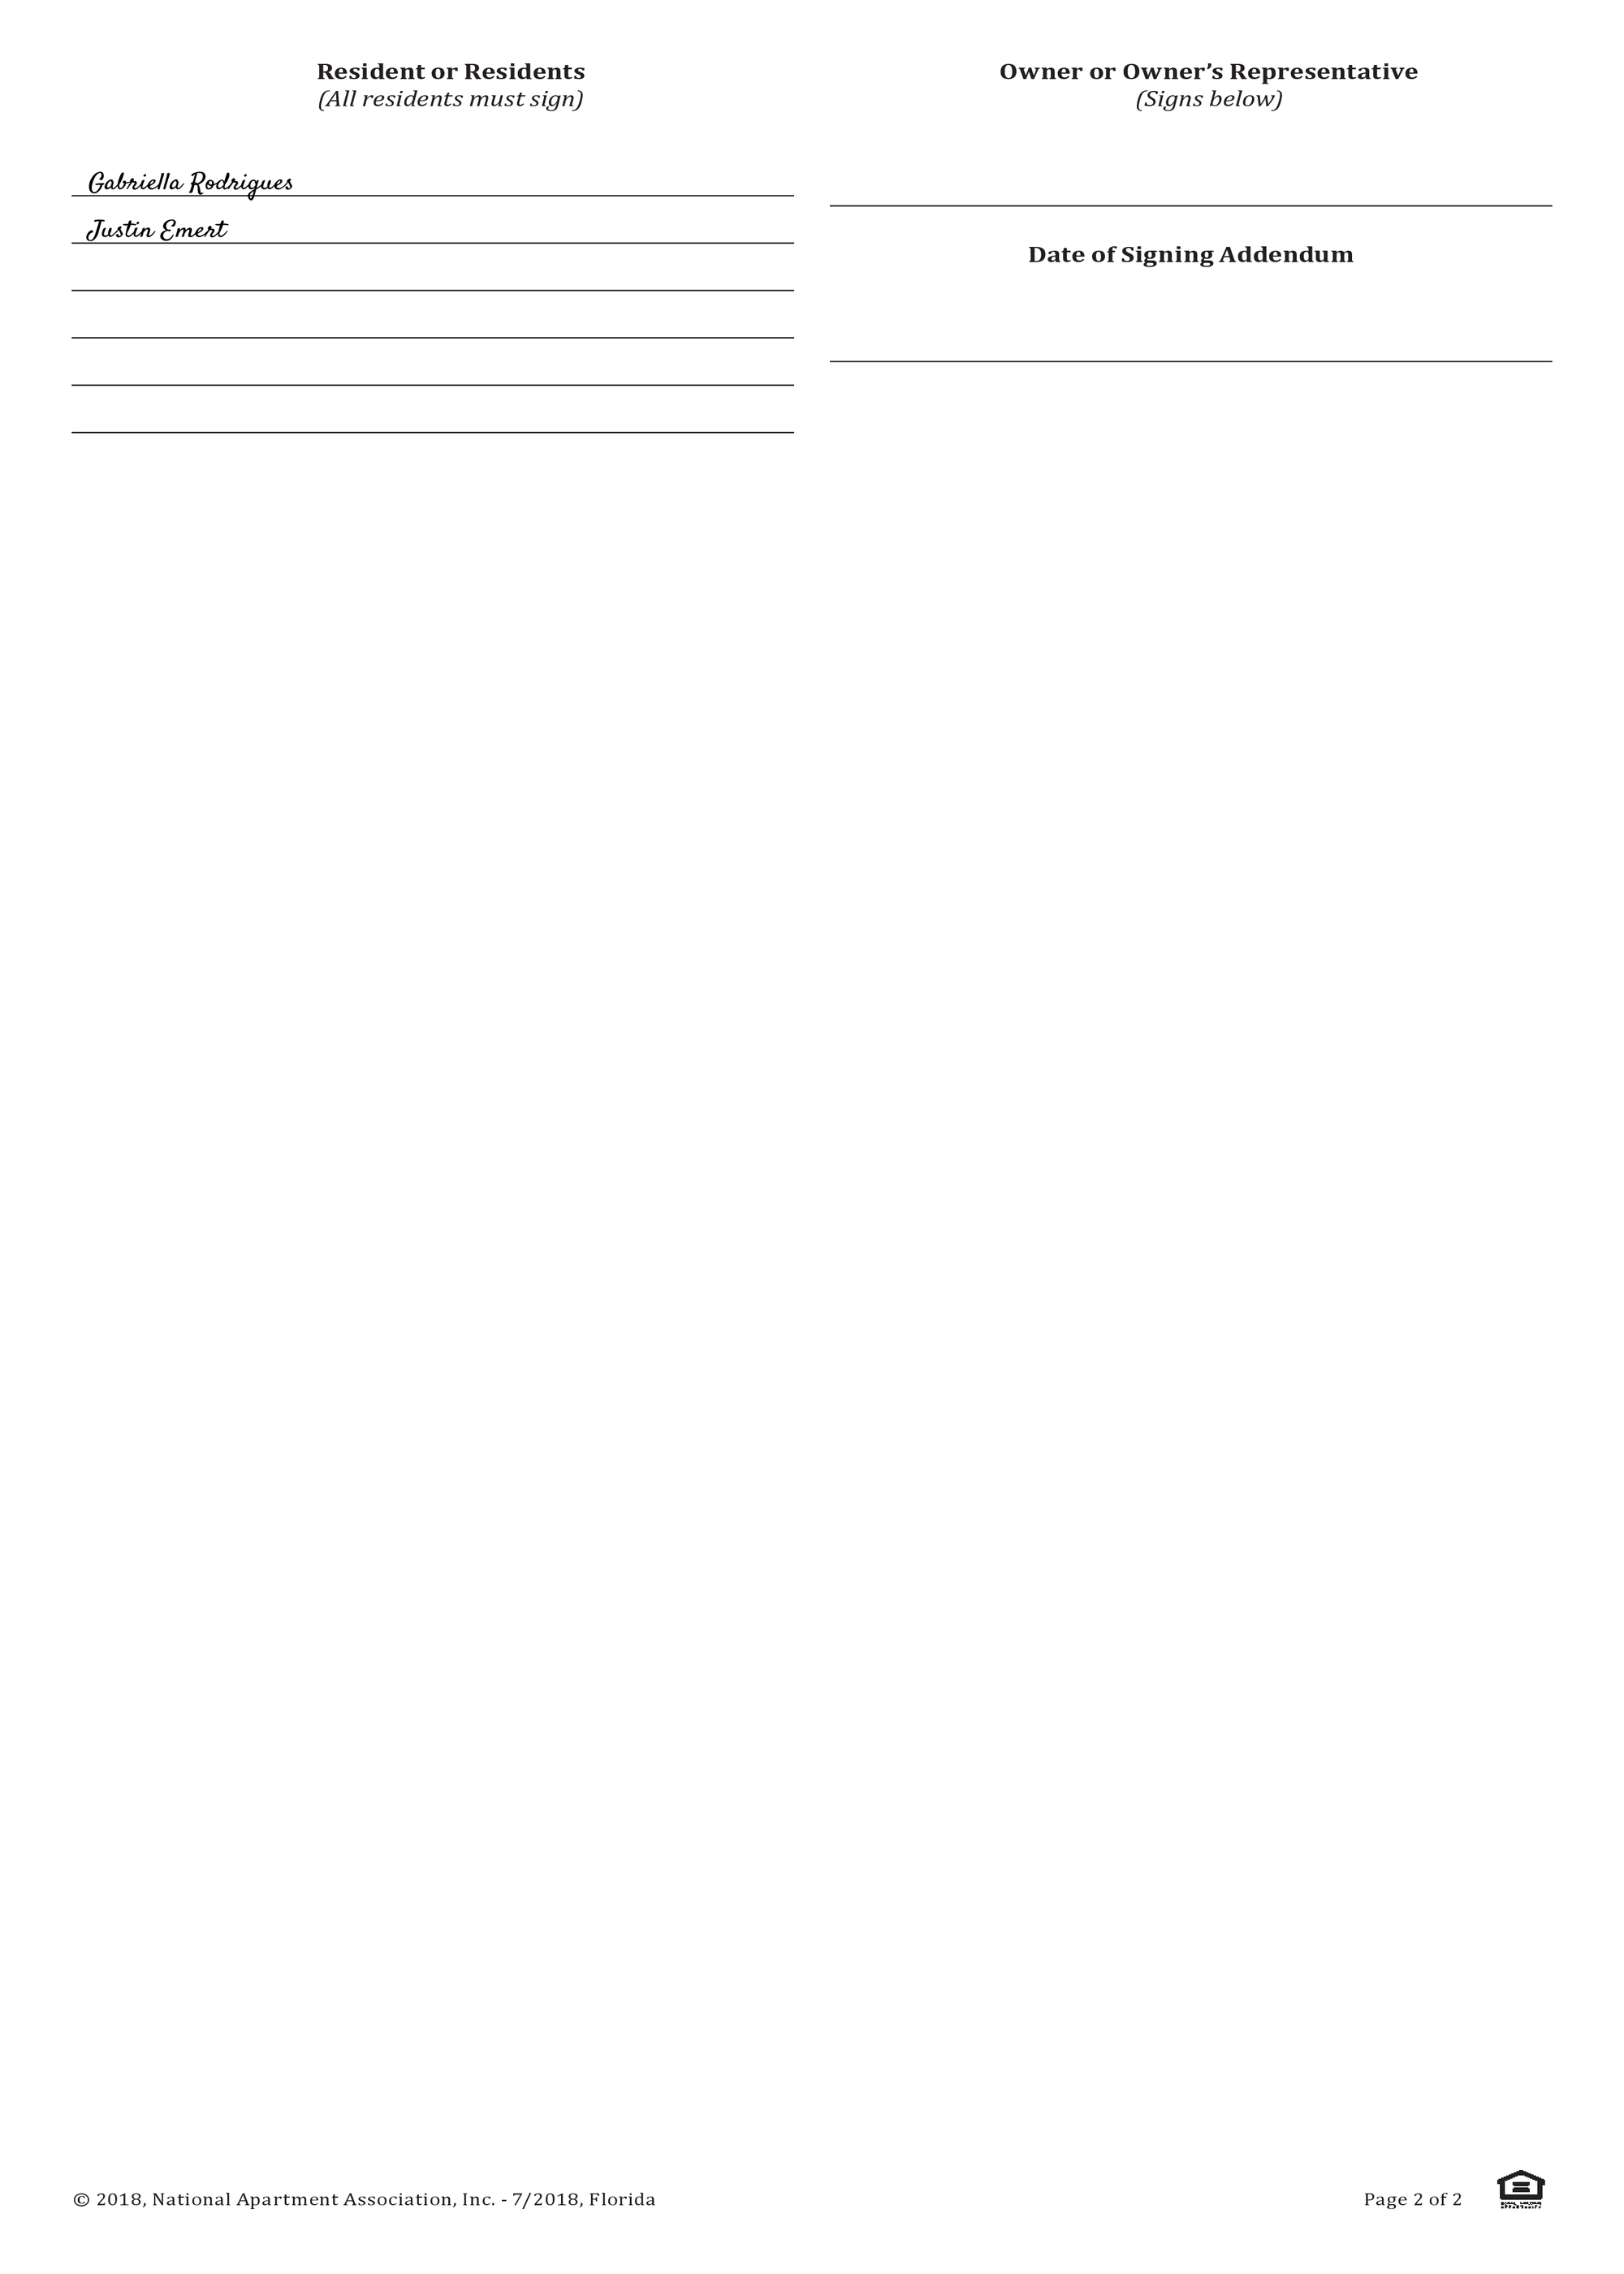 Resident or Residents
(All residents must sign)
Gabriella Rodrigues
Justin Emert
Owner or Owner's Representative
(Signs below)
Date of Signing Addendum
© 2018, National Apartment Association, Inc. - 7/2018, Florida
Page 2 of 2